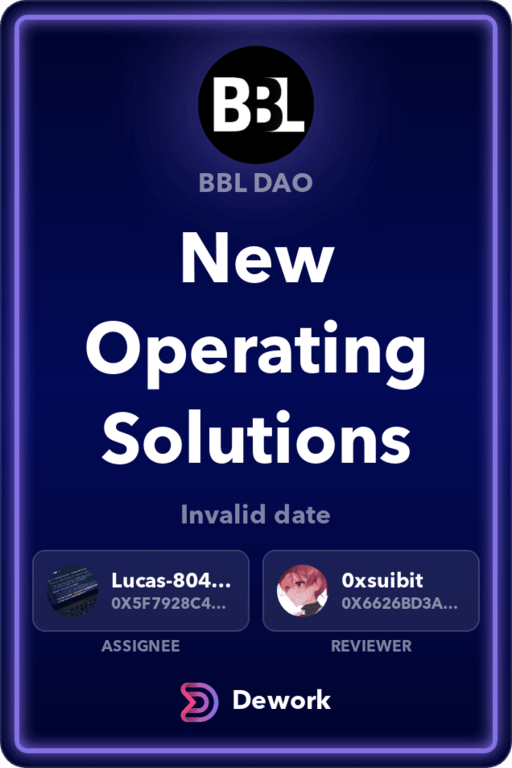 BBL
BBL DAO
New
Operating
Solutions
Invalid date
Lucas-804...
0X5F7928C4...
0xsuibit
0X6626BD3A...
ASSIGNEE
REVIEWER
Dework